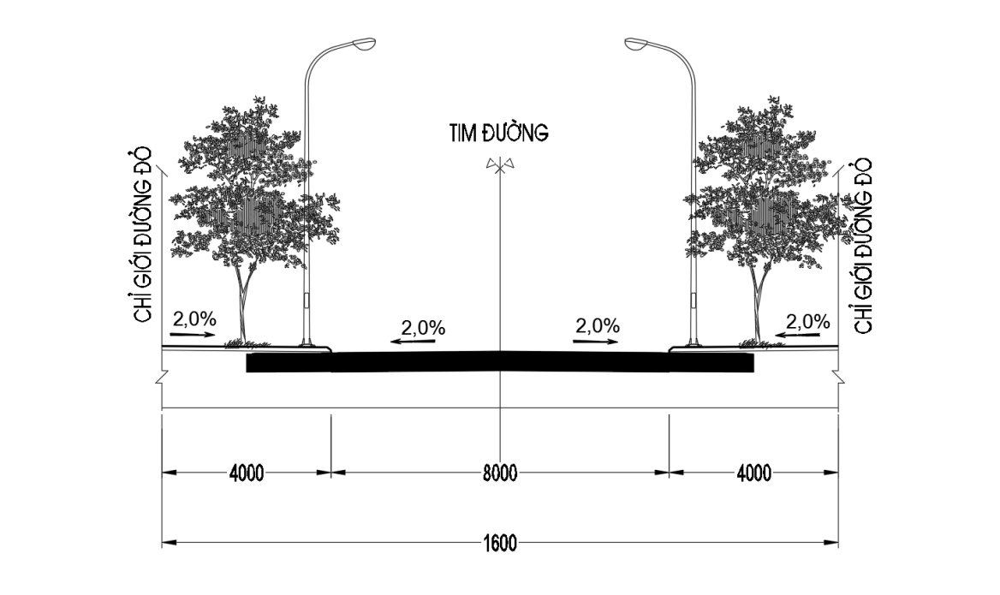 TIM ĐƯỜNG
CHỈ GIỚI ĐƯỜNG ĐỎ
CHỈ GIỚI ĐƯỜNG ĐỎ
2,0%
2,0%
2,0%
2,0%
4000
8000
4000
1600